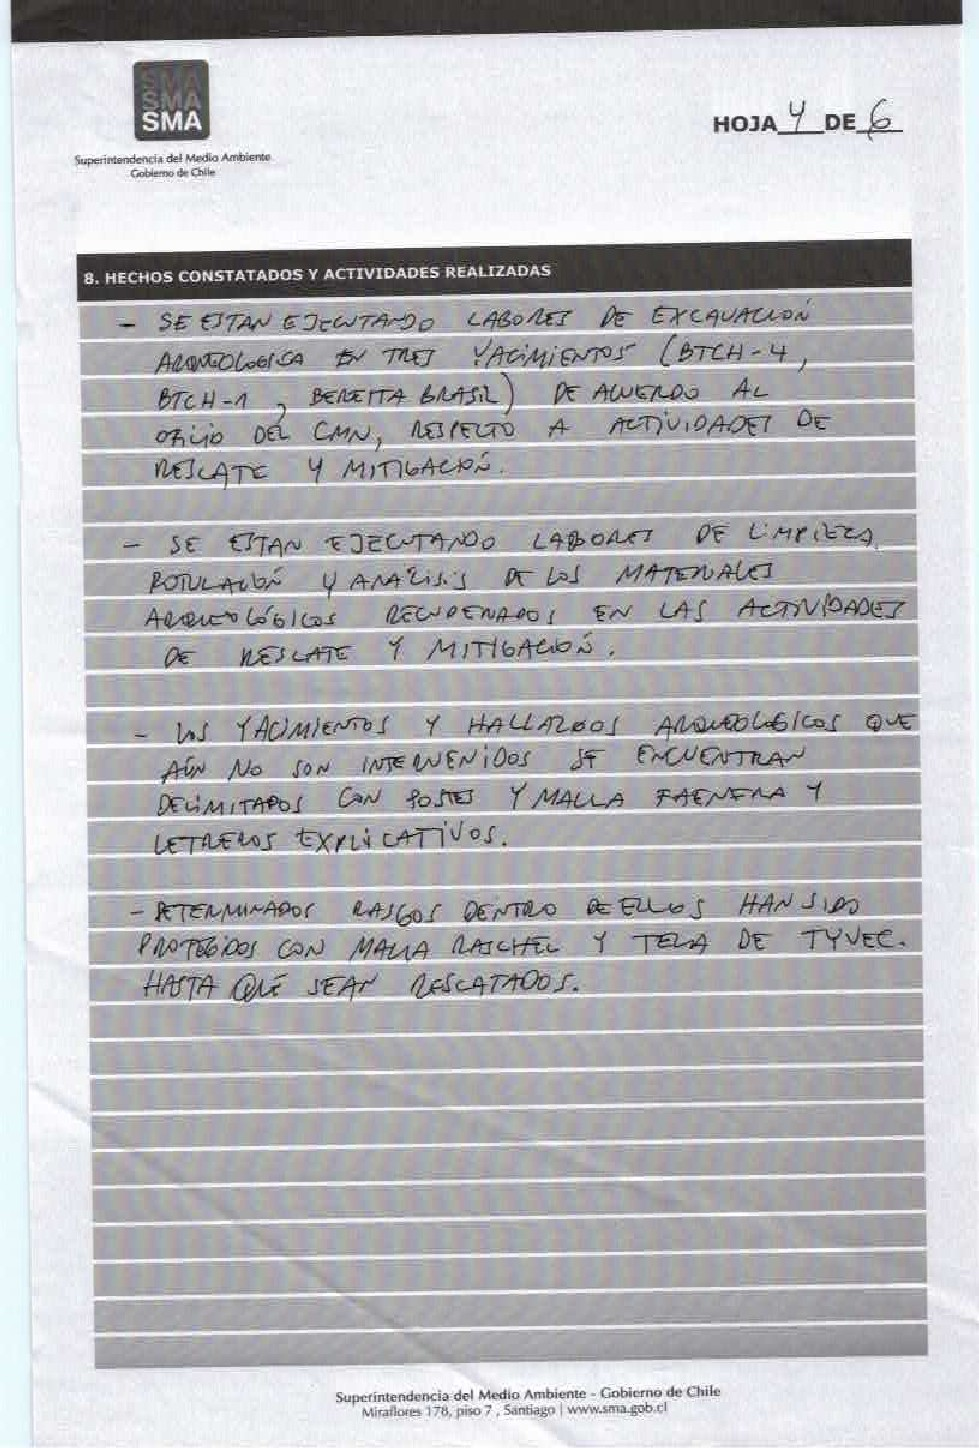 SMA
SMA
SMA
Superintendencia del Medio Ambiente
Gobierno de Chile
HOJA 4 DE 6
8. HECHOS CONSTATADOS Y ACTIVIDADES REALIZADAS
- SE ESTAN EJECUTANDO LABORES DE EXCAVACIÓN
ARQUEOLOGICA EN TRES YACIMIENTOS (BTCH-4,
BTCH-1, BEREITA BRASIL) DE ACUERDO AL
OFICIO DEL CMN, RESPECTO A ACTIVIDADES DE
RESCATE Y MITIGACIÓN.
- SE ESTAN EJECUTANDO LABORES DE LIMPIEZA,
ROTULACIÓN Y ANALISIS DE LOS MATERIALES
ARQUEOLÓGICOS RECUPERADOS EN LAS ACTIVIDADES
DE RESCATE Y MITIGACIÓN.
- LOS YACIMIENTOS Y HALLAZGOS ARQUEOLÓGICOS QUE
AÚN NO SON INTERVENIDOS SE ENCUENTRAN
DELIMITADOS CON POSTES Y MALLA FAENERA Y
LETREROS EXPLICATIVOS.
- DETERMINADOS RASGOS DENTRO DE ELLOS HAN SIDO
PROTEGIDOS CON MALLA RASCHEL Y TELA DE TYVEC.
HASTA QUE SEAN RESCATADOS.
Superintendencia del Medio Ambiente - Gobierno de Chile
Miraflores 178, piso 7, Santiago | www.sma.gob.cl